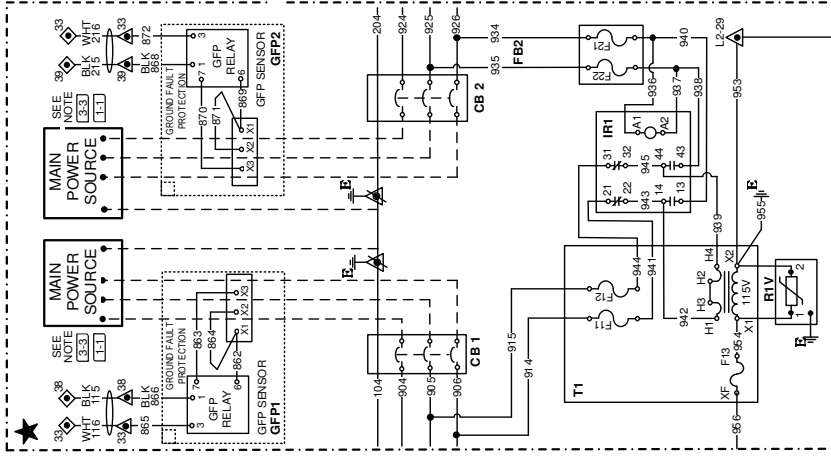 33
WHT
216
33
872
39
BLK
215
39
868
3
1
GFP
RELAY
7
6
GROUND FAULT
PROTECTION
GFP SENSOR
GFP2
870
871
869
X3
X2
X1
SEE
NOTE
3-3
1-1
MAIN
POWER
SOURCE
204
924
925
926
CB 2
934
935
FB2
F21
F22
940
936
937
938
L2-29
953
IR1
A1
A2
31
32
945
44
43
21
22
943
14
13
E
E
MAIN
POWER
SOURCE
SEE
NOTE
3-3
1-1
38
BLK
115
38
866
33
WHT
116
33
865
1
3
GFP
RELAY
7
6
GROUND FAULT
PROTECTION
GFP SENSOR
GFP1
863
864
862
X3
X2
X1
104
904
905
906
CB 1
915
914
T1
F12
F11
944
941
939
942
H4
H2
H3
H1
X2
115V
X1
955
E
R1V
2
1
E
954
F13
XF
956